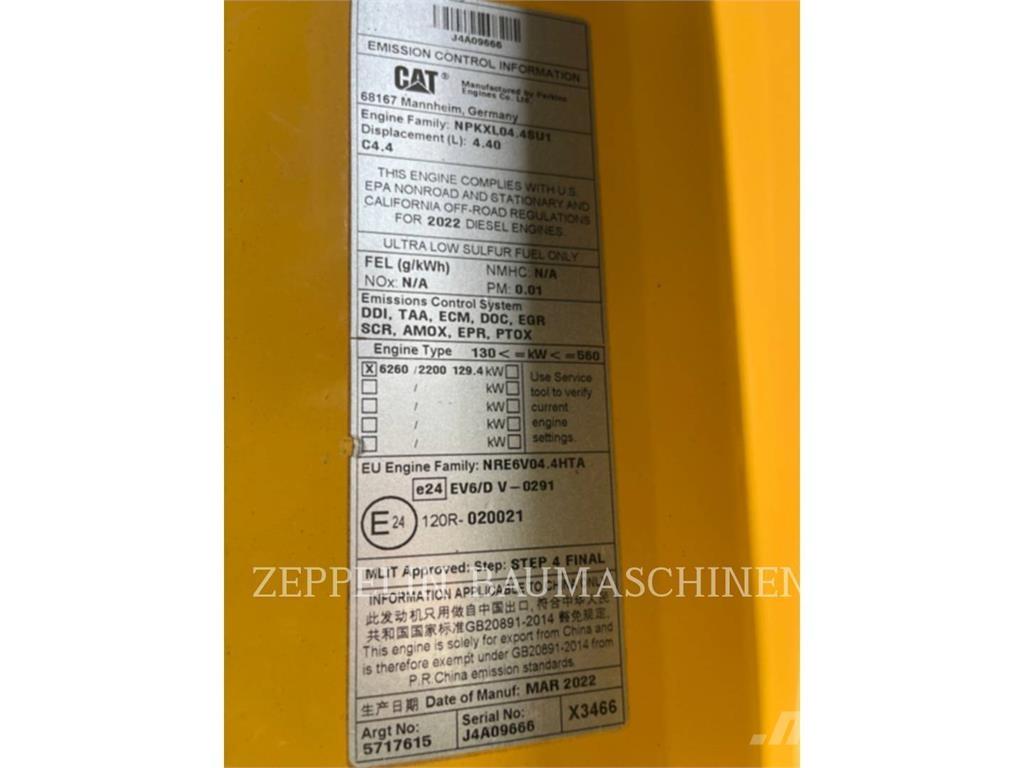 J4A09666
EMISSION CONTROL INFORMATION
CAT® Manufactured by Perkins
Engines Co. Ltd.
68167 Mannheim, Germany
Engine Family: NPKXL04.4SU1
Displacement (L): 4.40
C4.4
THIS ENGINE COMPLIES WITH U.S.
EPA NONROAD AND STATIONARY AND
CALIFORNIA OFF-ROAD REGULATIONS
FOR 2022 DIESEL ENGINES.
ULTRA LOW SULFUR FUEL ONLY
FEL (g/kWh) NMHC: N/A
NOx: N/A PM: 0.01
Emissions Control System
DDI, TAA, ECM, DOC, EGR
SCR, AMOX, EPR, PTOX
Engine Type 130 < = kW < = 560
X 6260 / 2200 129.4 kW
/ kW
/ kW
/ kW
/ kW
Use Service
tool to verify
current
engine
settings.
EU Engine Family: NRE6V04.4HTA
e24 EV6/D V-0291
E24 120R- 020021
MLIT Approved: Step: STEP 4 FINAL
ZEPPELIN BAUMASCHINEN
INFORMATION APPLICABLE TO CHINA ONLY
此发动机只用做自中国出口, 符合中华人民
共和国国家标准GB20891-2014 豁免规定.
This engine is solely for export from China and
is therefore exempt under GB20891-2014 from
P.R.China emission standards.
生产日期 Date of Manuf: MAR 2022
Argt No:
5717615
Serial No:
J4A09666
X3466